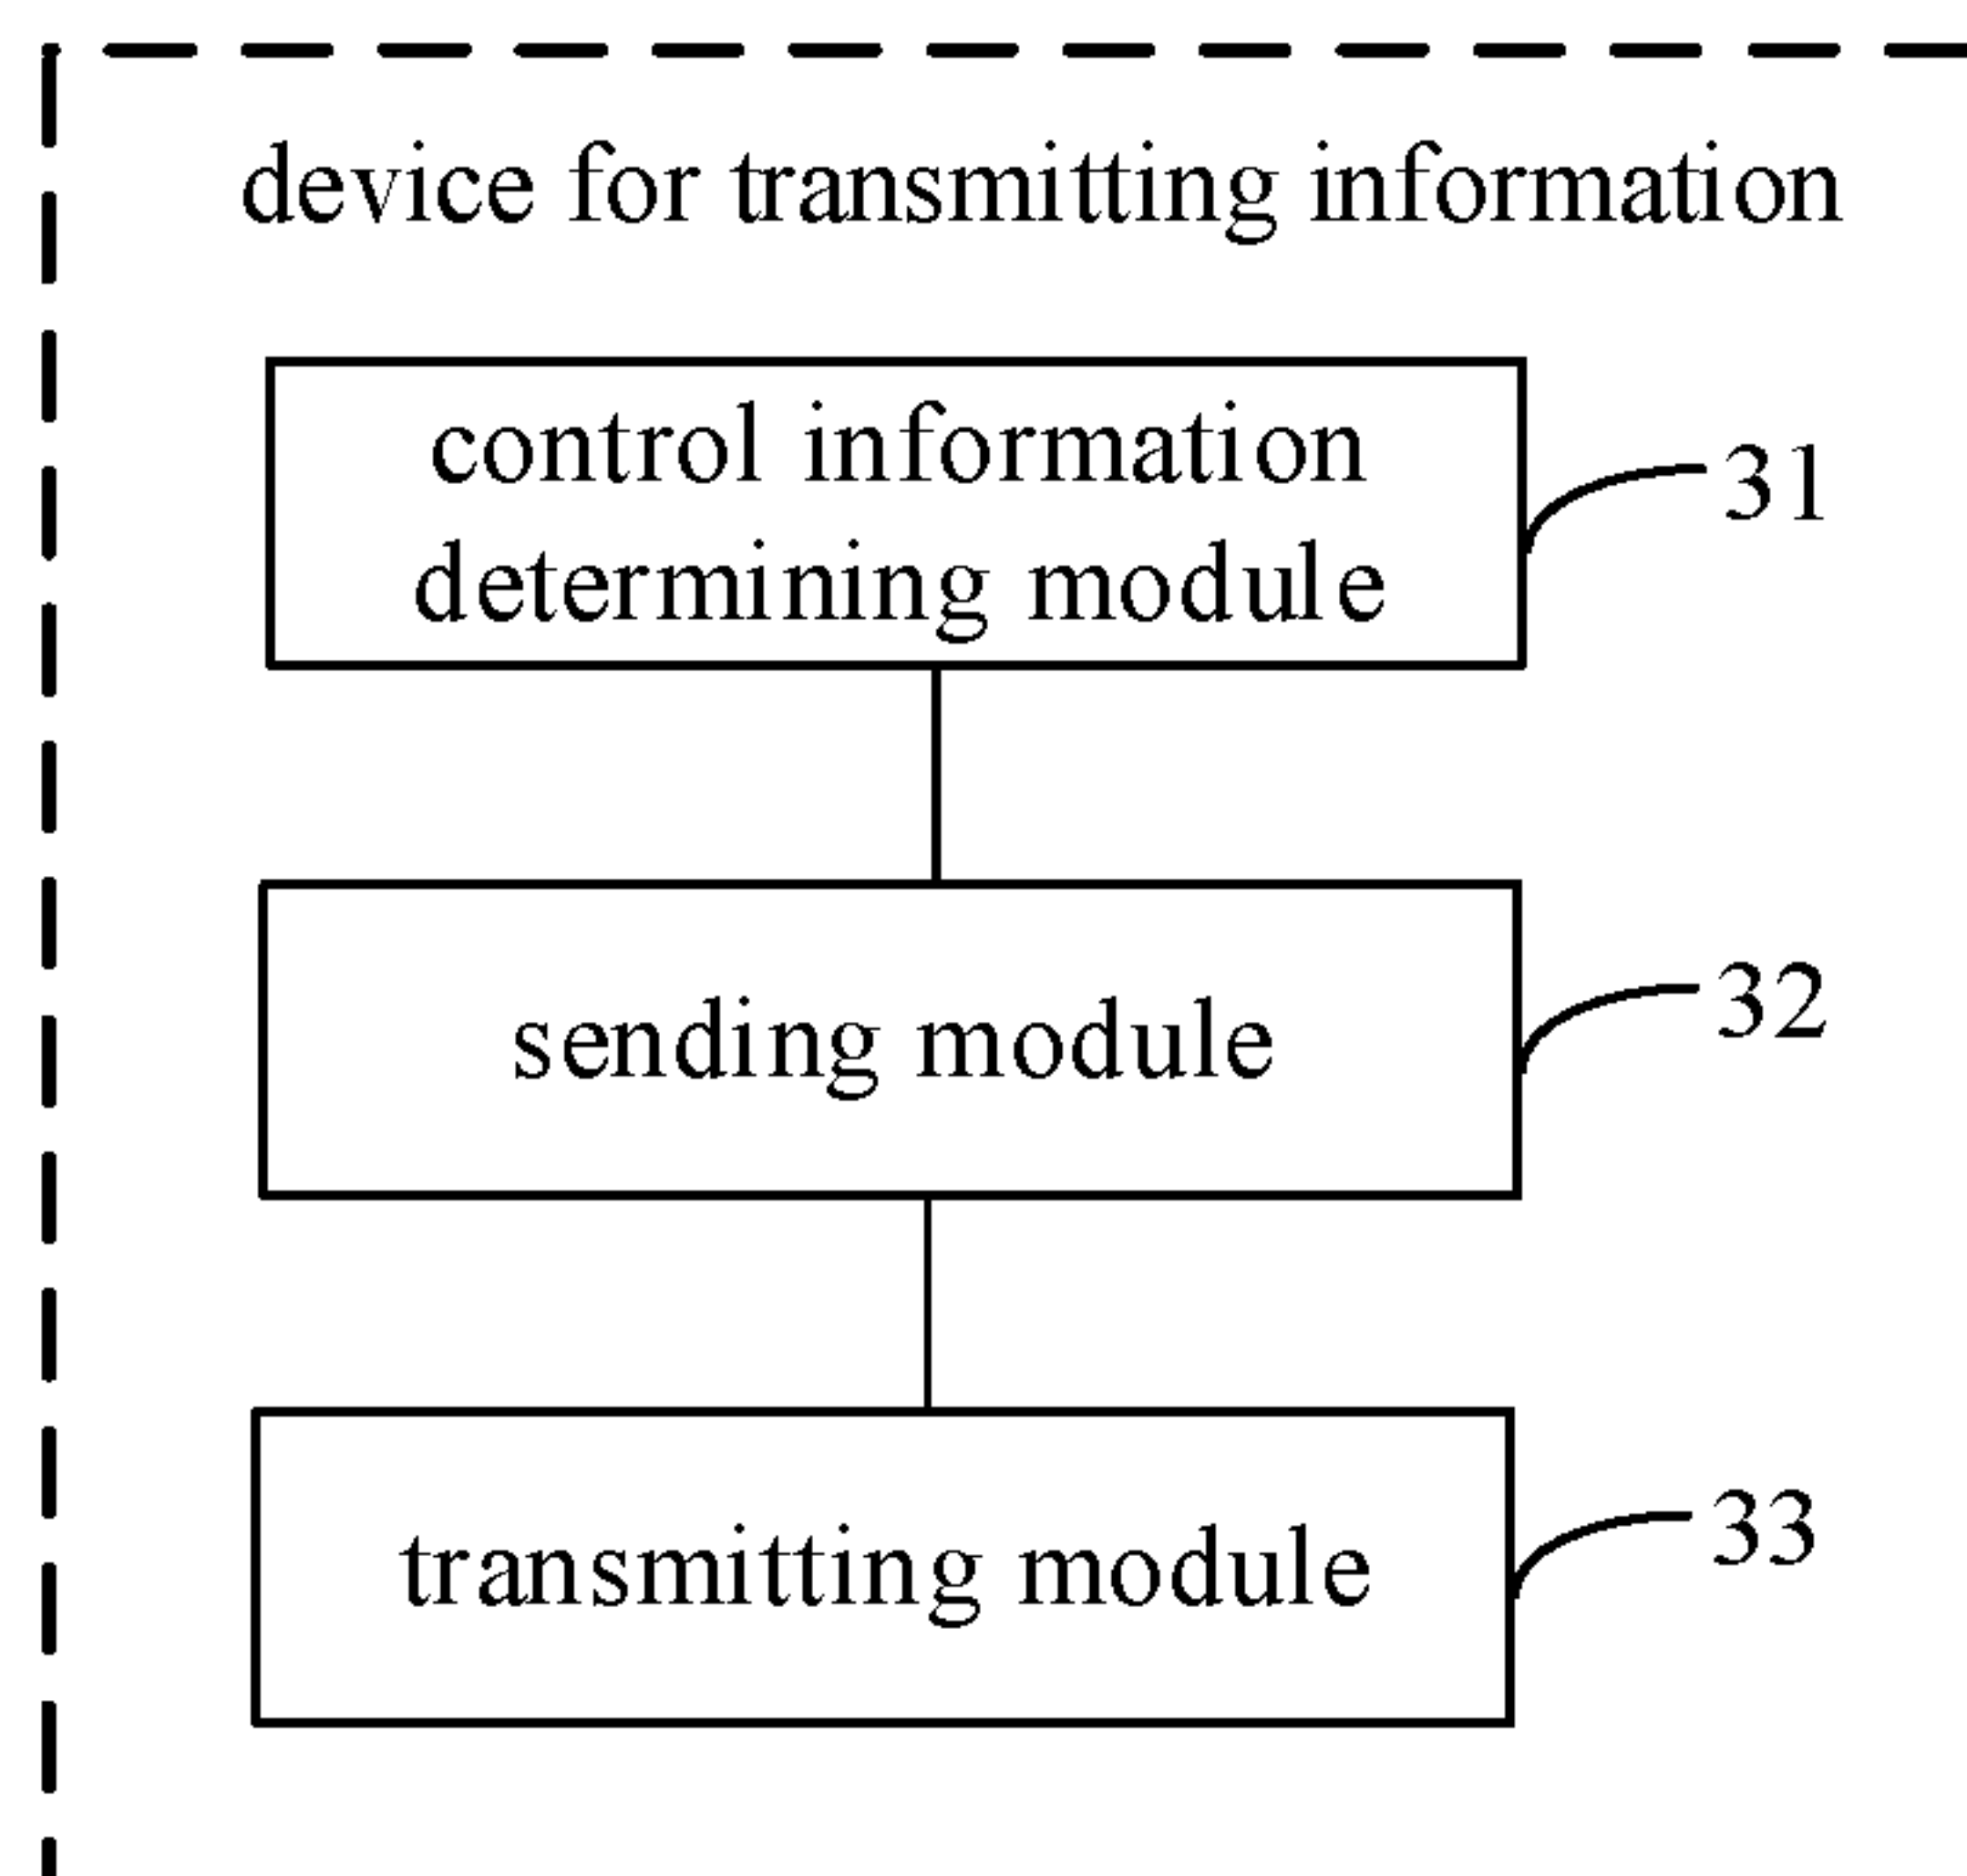 device for transmitting information
control information
determining module
31
sending module
32
transmitting module
33